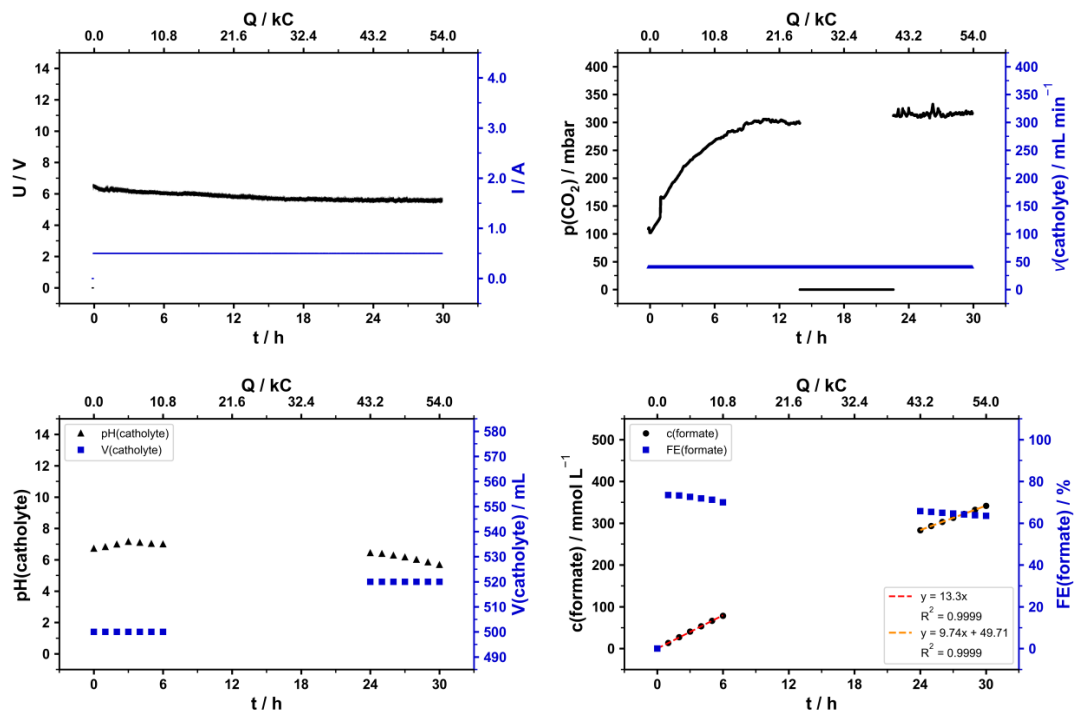 Q / kC
0.0 10.8 21.6 32.4 43.2 54.0
14
12
10
8
6
4
2
0
U / V
4.0
3.0
2.0
1.0
0.0
I / A
0 6 12 18 24 30
t / h
Q / kC
0.0 10.8 21.6 32.4 43.2 54.0
400
350
300
250
200
150
100
50
0
p(CO₂) / mbar
400
350
300
250
200
150
100
50
0
v(catholyte) / mL min⁻¹
0 6 12 18 24 30
t / h
Q / kC
0.0 10.8 21.6 32.4 43.2 54.0
14
12
10
8
6
4
2
0
pH(catholyte)
pH(catholyte)
V(catholyte)
580
570
560
550
540
530
520
510
500
490
V(catholyte) / mL
0 6 12 18 24 30
t / h
Q / kC
0.0 10.8 21.6 32.4 43.2 54.0
500
400
300
200
100
0
c(formate) / mmol L⁻¹
c(formate)
FE(formate)
y = 13.3x
R² = 0.9999
y = 9.74x + 49.71
R² = 0.9999
100
80
60
40
20
0
FE(formate) / %
0 6 12 18 24 30
t / h